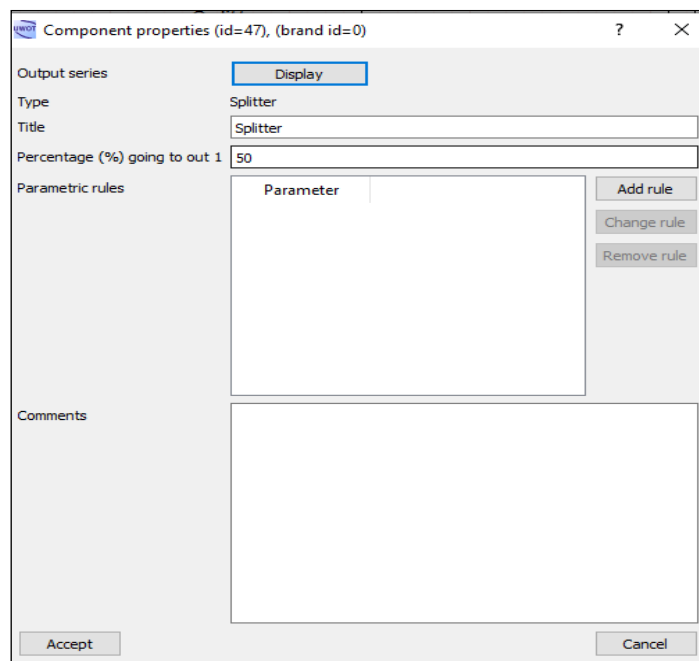 UWOT Component properties (id=47), (brand id=0) ? ×
Output series Display
Type Splitter
Title Splitter
Percentage (%) going to out 1 50
Parametric rules Parameter Add rule
Change rule
Remove rule
Comments
Accept Cancel